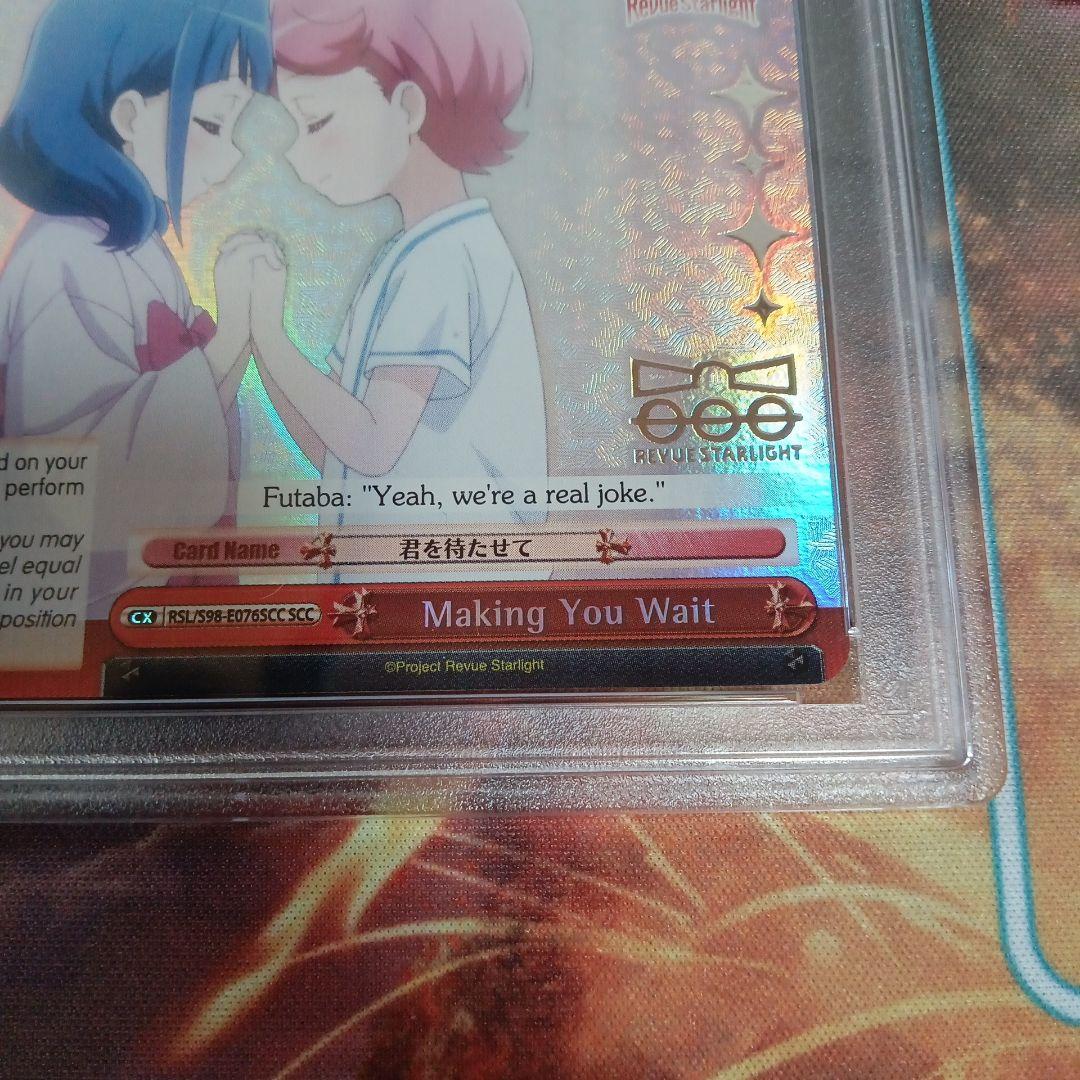 Revue Starlight
REVUE STARLIGHT
d on your
perform
Futaba: "Yeah, we're a real joke."
you may
el equal
in your
position
Card Name 君を待たせて
CX RSL/S98-E076SCC SCC Making You Wait
©Project Revue Starlight